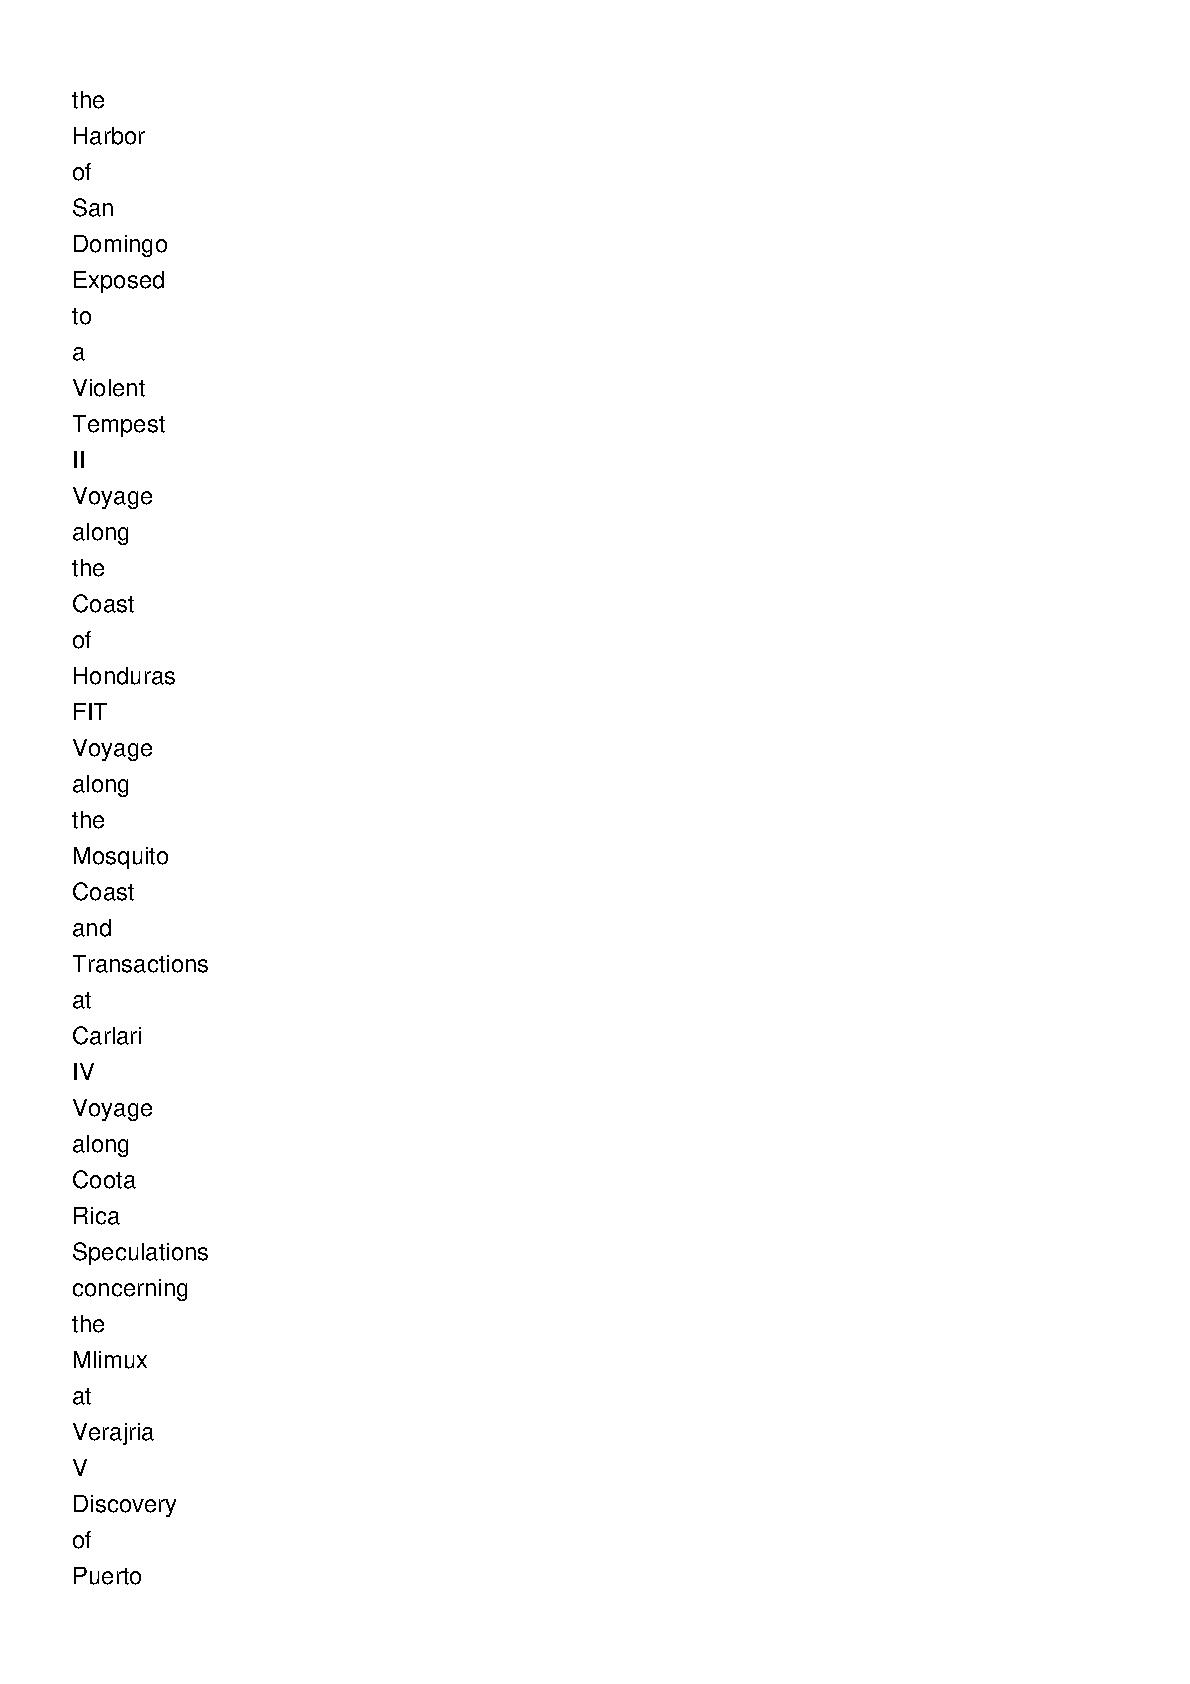 the
Harbor
of
San
Domingo
Exposed
to
a
Violent
Tempest
II
Voyage
along
the
Coast
of
Honduras
FIT
Voyage
along
the
Mosquito
Coast
and
Transactions
at
Carlari
IV
Voyage
along
Coota
Rica
Speculations
concerning
the
Mlimux
at
Verajria
V
Discovery
of
Puerto